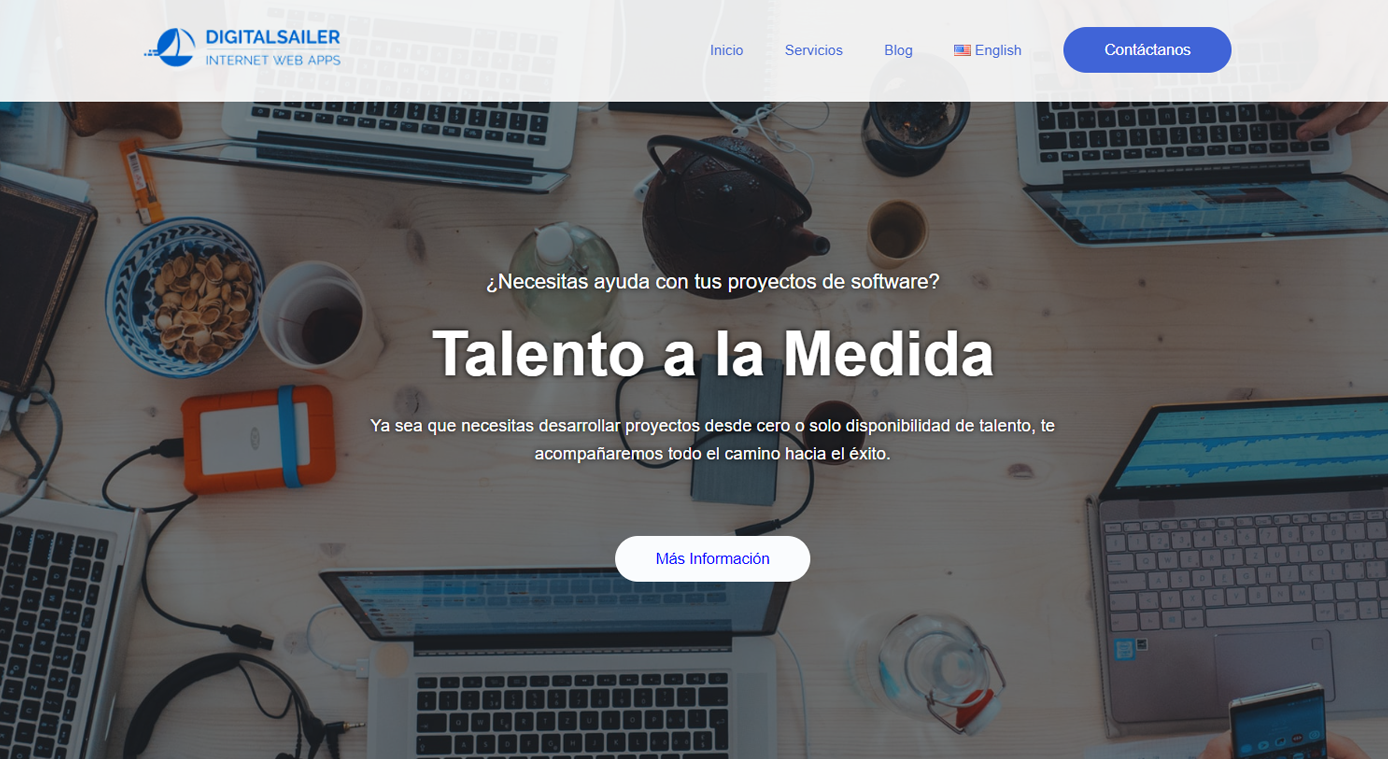 DIGITALSAILER
INTERNET WEB APPS
Inicio
Servicios
Blog
English
Contáctanos
¿Necesitas ayuda con tus proyectos de software?
Talento a la Medida
Ya sea que necesitas desarrollar proyectos desde cero o solo disponibilidad de talento, te
acompañaremos todo el camino hacia el éxito.
Más Información